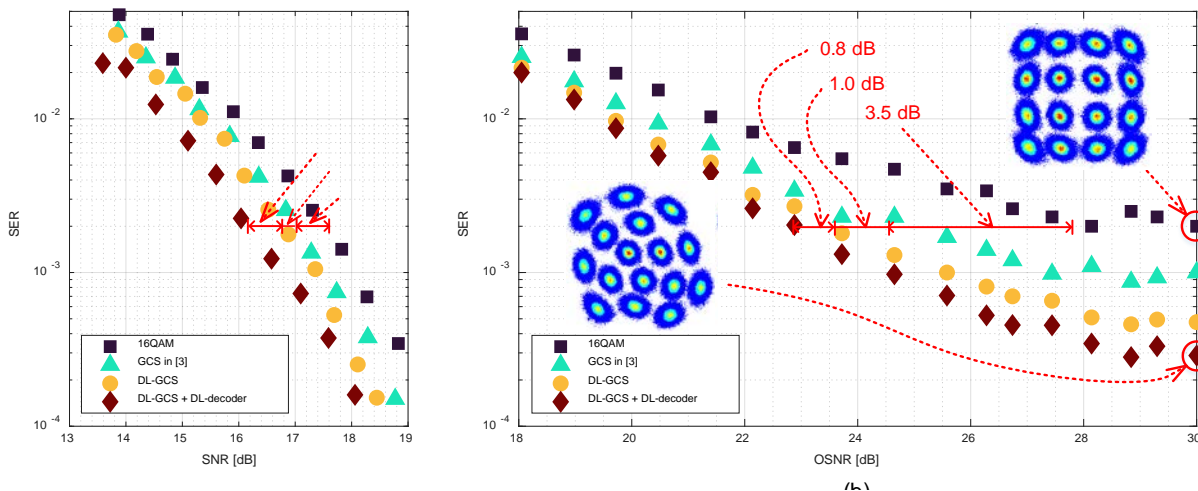 SER
10^-2
10^-3
10^-4
13 14 15 16 17 18 19
SNR [dB]
16QAM
GCS in [3]
DL-GCS
DL-GCS + DL-decoder
SER
10^-2
10^-3
10^-4
18 20 22 24 26 28 30
OSNR [dB]
0.8 dB
1.0 dB
3.5 dB
16QAM
GCS in [3]
DL-GCS
DL-GCS + DL-decoder
(b)